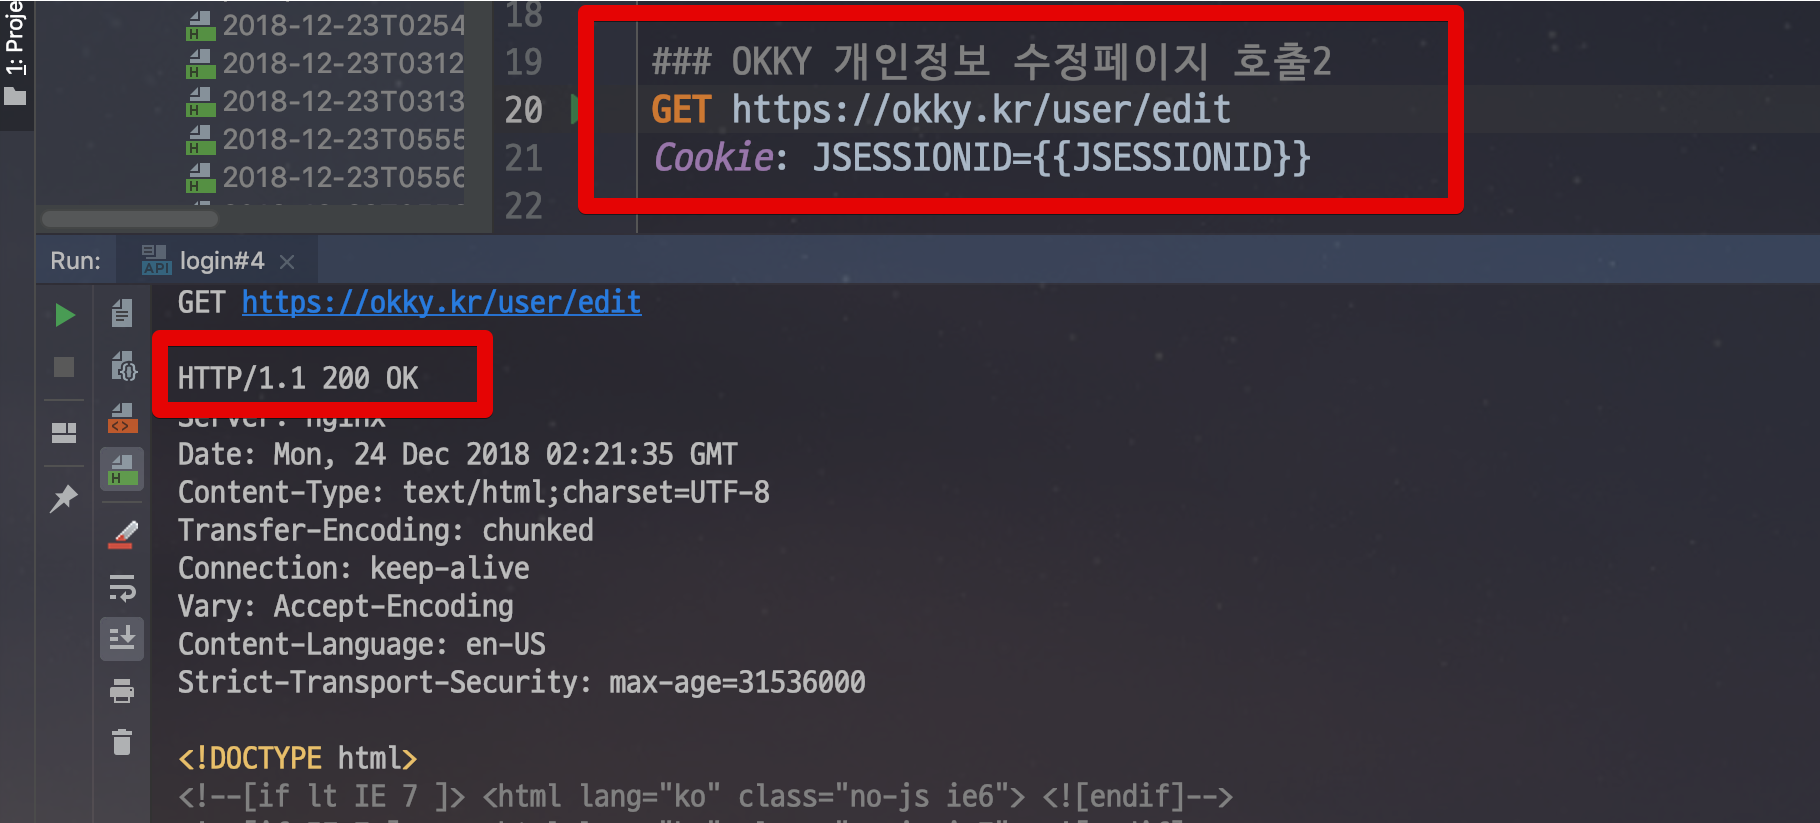 1: Proje
2018-12-23T0254
2018-12-23T0312
2018-12-23T0313
2018-12-23T0555
2018-12-23T0556
18
19 ### OKKY 개인정보 수정페이지 호출2
20 GET https://okky.kr/user/edit
21 Cookie: JSESSIONID={{JSESSIONID}}
22
Run: API login#4 ×
GET https://okky.kr/user/edit
HTTP/1.1 200 OK
Server: nginx
Date: Mon, 24 Dec 2018 02:21:35 GMT
Content-Type: text/html;charset=UTF-8
Transfer-Encoding: chunked
Connection: keep-alive
Vary: Accept-Encoding
Content-Language: en-US
Strict-Transport-Security: max-age=31536000
<!DOCTYPE html>
<!--[if lt IE 7 ]> <html lang="ko" class="no-js ie6"> <![endif]-->